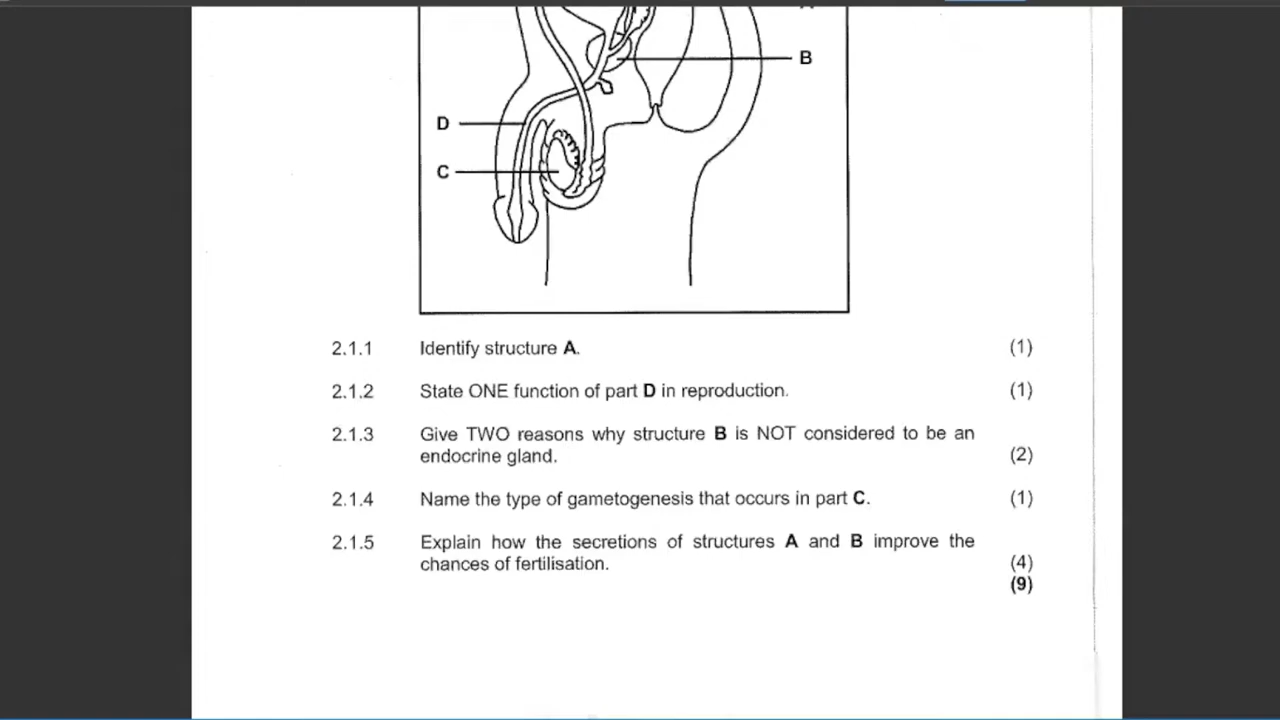 B
D
C
2.1.1 Identify structure A. (1)
2.1.2 State ONE function of part D in reproduction. (1)
2.1.3 Give TWO reasons why structure B is NOT considered to be an
endocrine gland. (2)
2.1.4 Name the type of gametogenesis that occurs in part C. (1)
2.1.5 Explain how the secretions of structures A and B improve the
chances of fertilisation. (4)
(9)